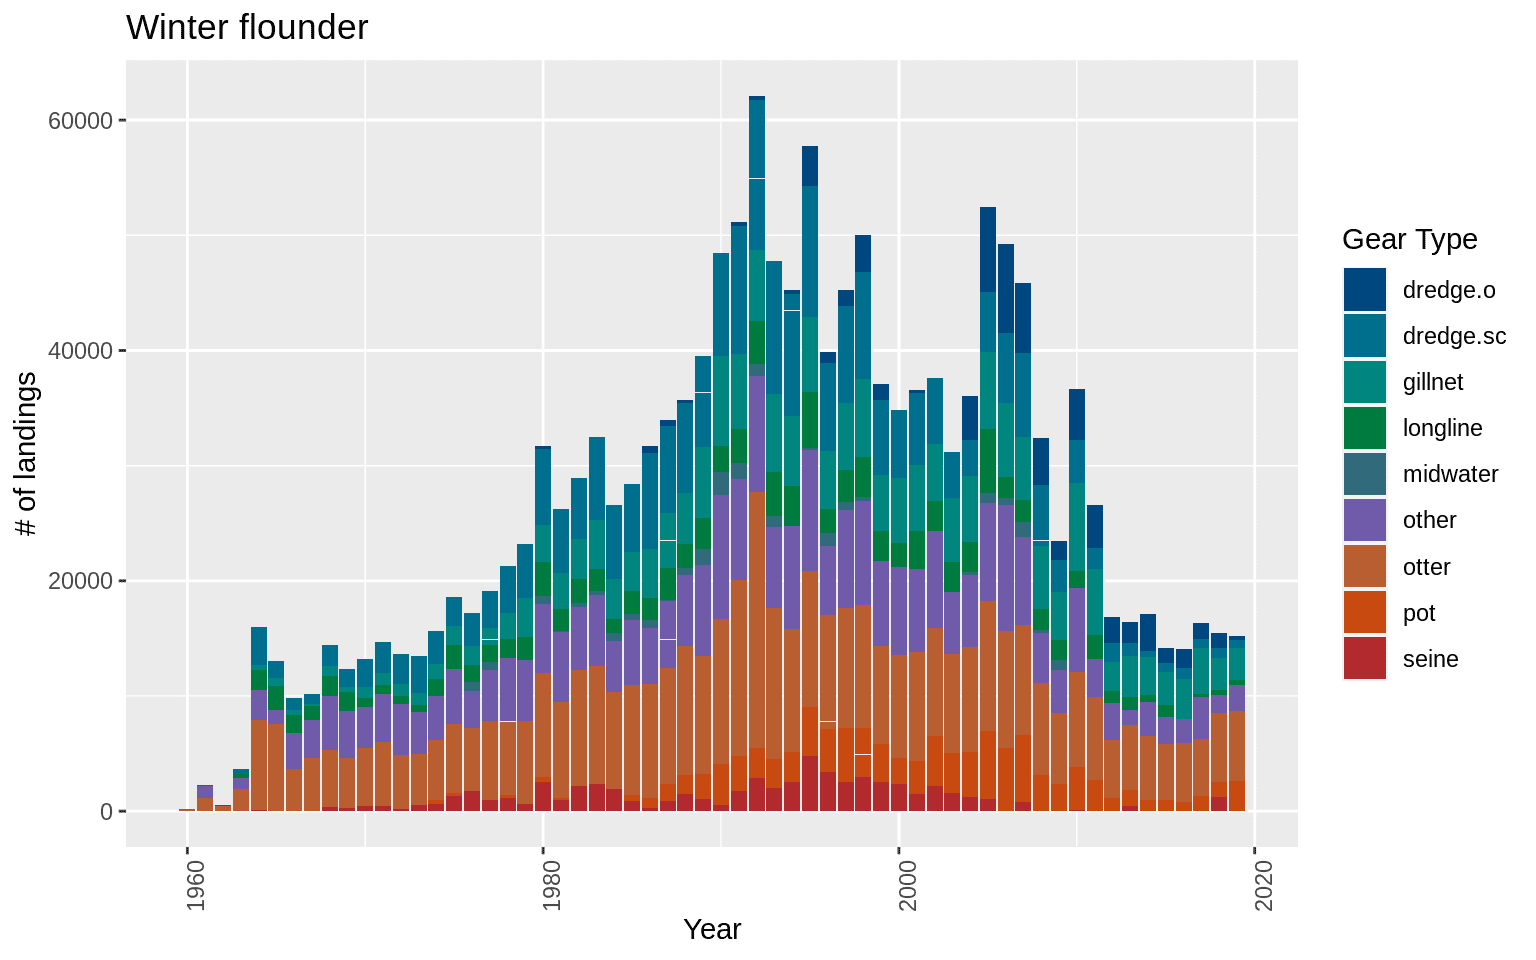 Winter flounder
60000
40000
20000
0
# of landings
1960
1980
2000
2020
Year
Gear Type
dredge.o
dredge.sc
gillnet
longline
midwater
other
otter
pot
seine